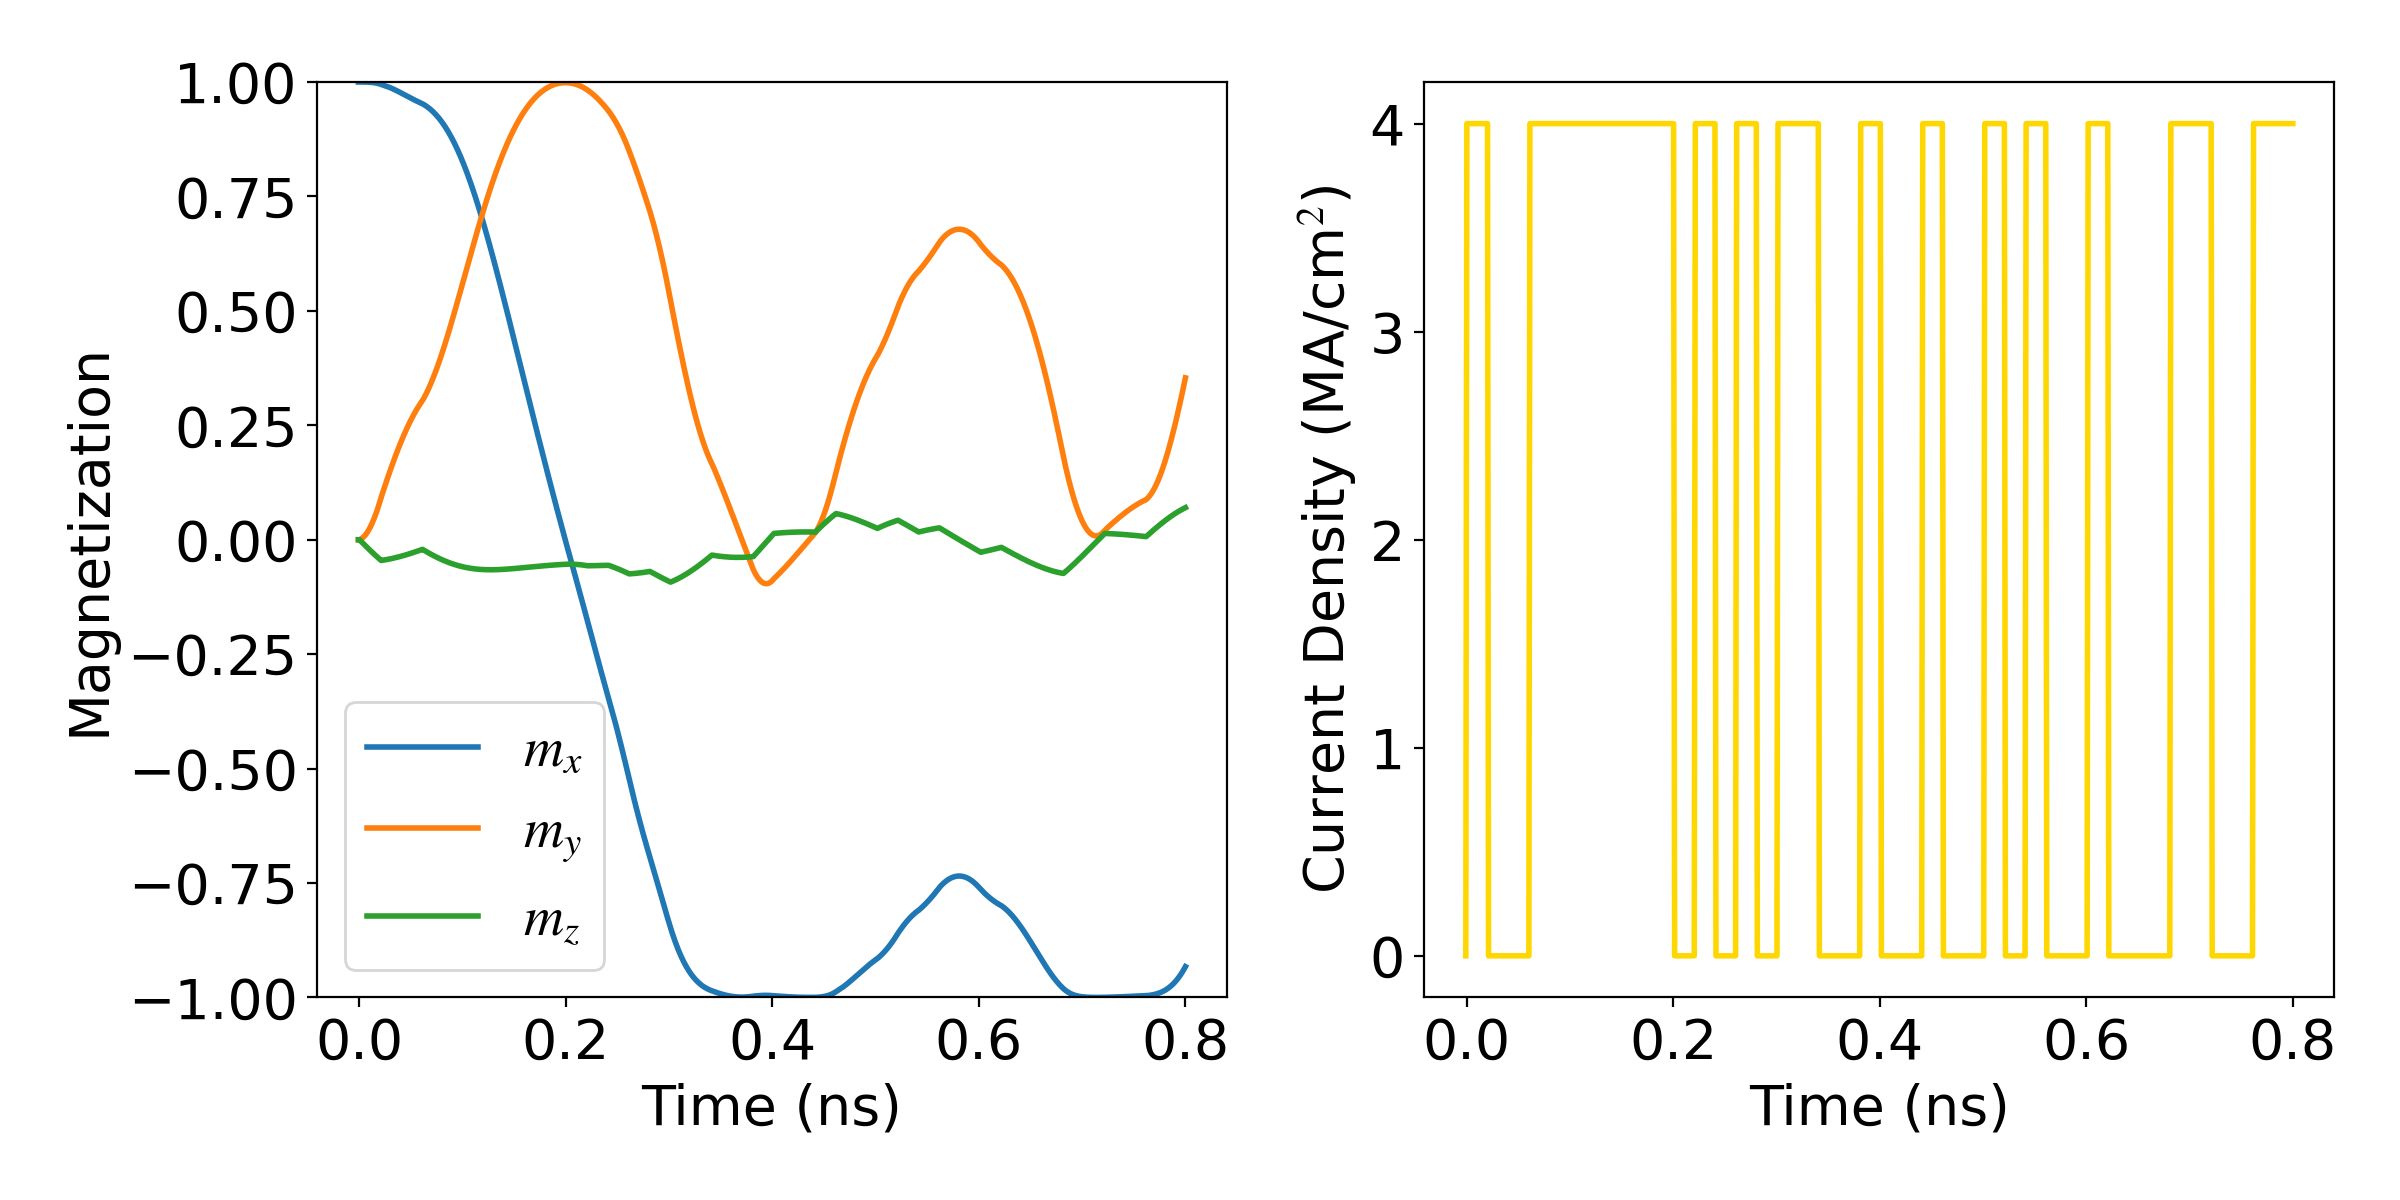 Magnetization
1.00
0.75
0.50
0.25
0.00
−0.25
−0.50
−0.75
−1.00
m_x
m_y
m_z
0.0 0.2 0.4 0.6 0.8
Time (ns)
Current Density (MA/cm²)
4
3
2
1
0
0.0 0.2 0.4 0.6 0.8
Time (ns)